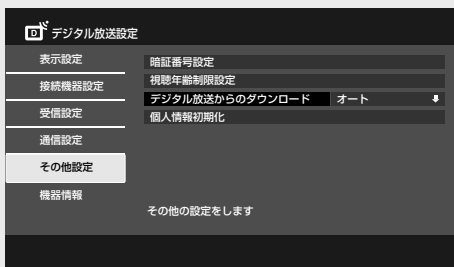 デジタル放送設定
表示設定
接続機器設定
受信設定
通信設定
その他設定
機器情報
暗証番号設定
視聴年齢制限設定
デジタル放送からのダウンロード オート
個人情報初期化
その他の設定をします